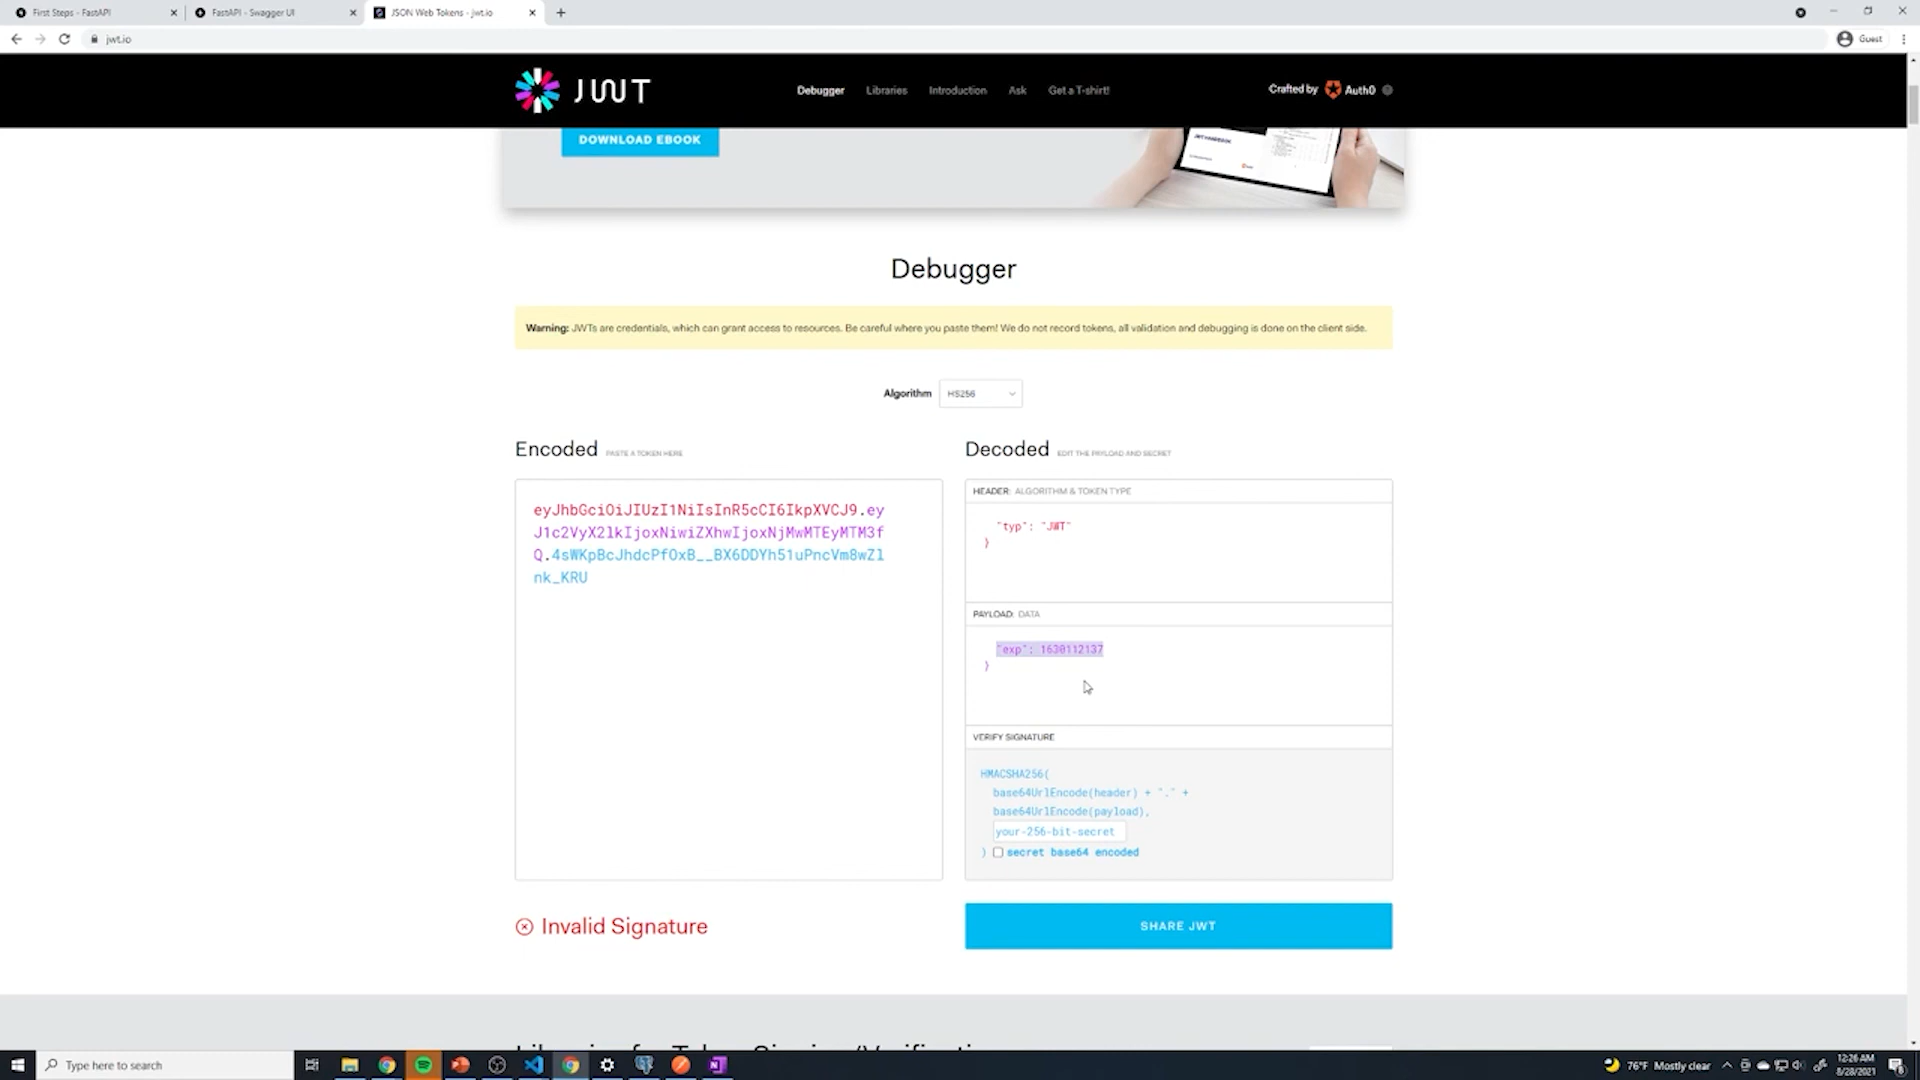 First Steps - FastAPI
FastAPI - Swagger UI
JSON Web Tokens - jwt.io
jwt.io
Guest
JWT
Debugger
Libraries
Introduction
Ask
Get a T-shirt!
Crafted by Auth0
DOWNLOAD EBOOK
Debugger
Warning: JWTs are credentials, which can grant access to resources. Be careful where you paste them! We do not record tokens, all validation and debugging is done on the client side.
Algorithm HS256
Encoded PASTE A TOKEN HERE
Decoded EDIT THE PAYLOAD AND SECRET
eyJhbGciOiJIUzI1NiIsInR5cCI6IkpXVCJ9.ey
J1c2VyX2lkIjoxNiwiZXhwIjoxNjMwMTEyMTM3f
Q.4sWKpBcJhdcPfOxB__BX6DDYh51uPncVm8wZl
nk_KRU
HEADER: ALGORITHM & TOKEN TYPE
"typ": "JWT"
}
PAYLOAD: DATA
"exp": 1630112137
}
VERIFY SIGNATURE
HMACSHA256(
base64UrlEncode(header) + "." +
base64UrlEncode(payload),
your-256-bit-secret
) secret base64 encoded
Invalid Signature
SHARE JWT
Type here to search
76°F Mostly clear
12:26 AM
8/28/2021